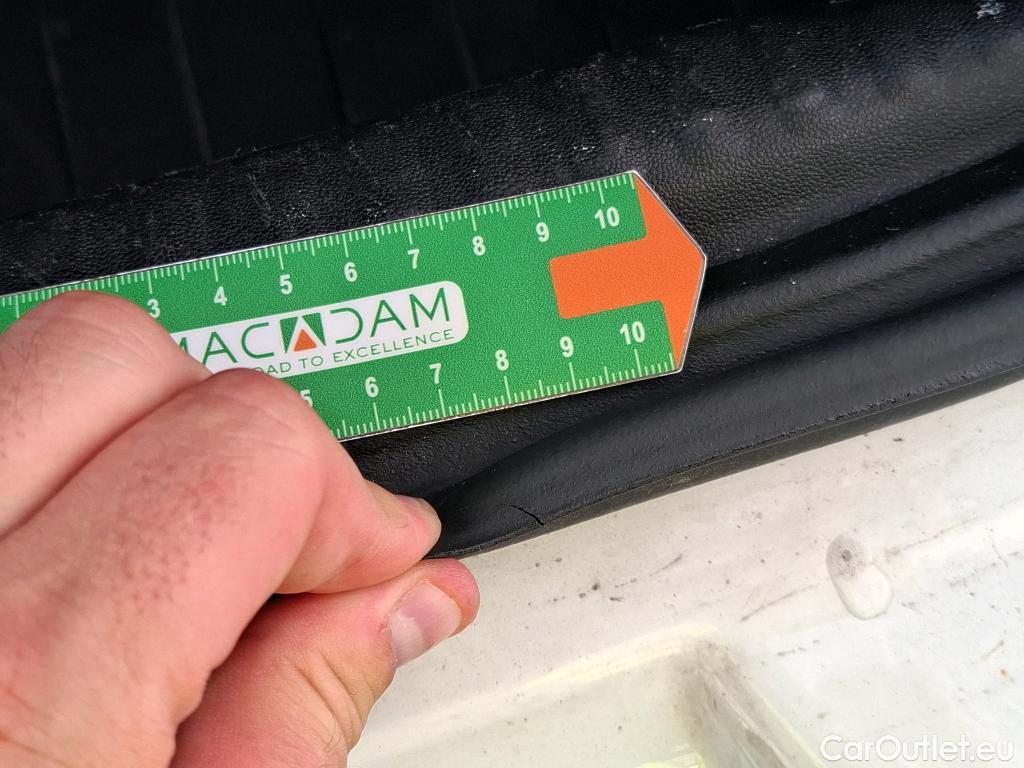 3 4 5 6 7 8 9 10
MACADAM
ROAD TO EXCELLENCE
5 6 7 8 9 10
CarOutlet.eu